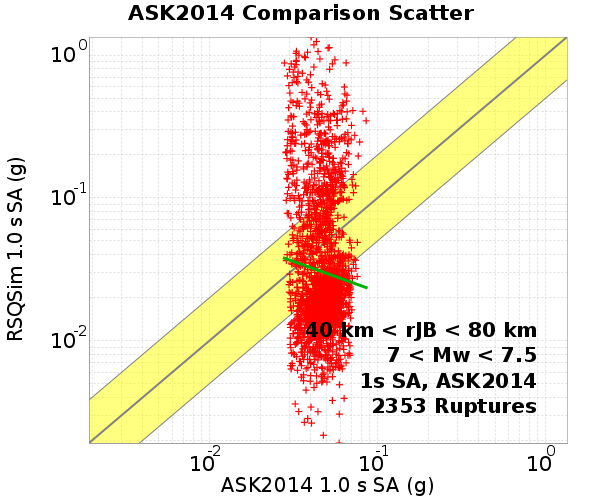 ASK2014 Comparison Scatter
RSQSim 1.0 s SA (g)
10^0
10^-1
10^-2
40 km < rJB < 80 km
7 < Mw < 7.5
1s SA, ASK2014
2353 Ruptures
10^-2 10^-1 10^0
ASK2014 1.0 s SA (g)